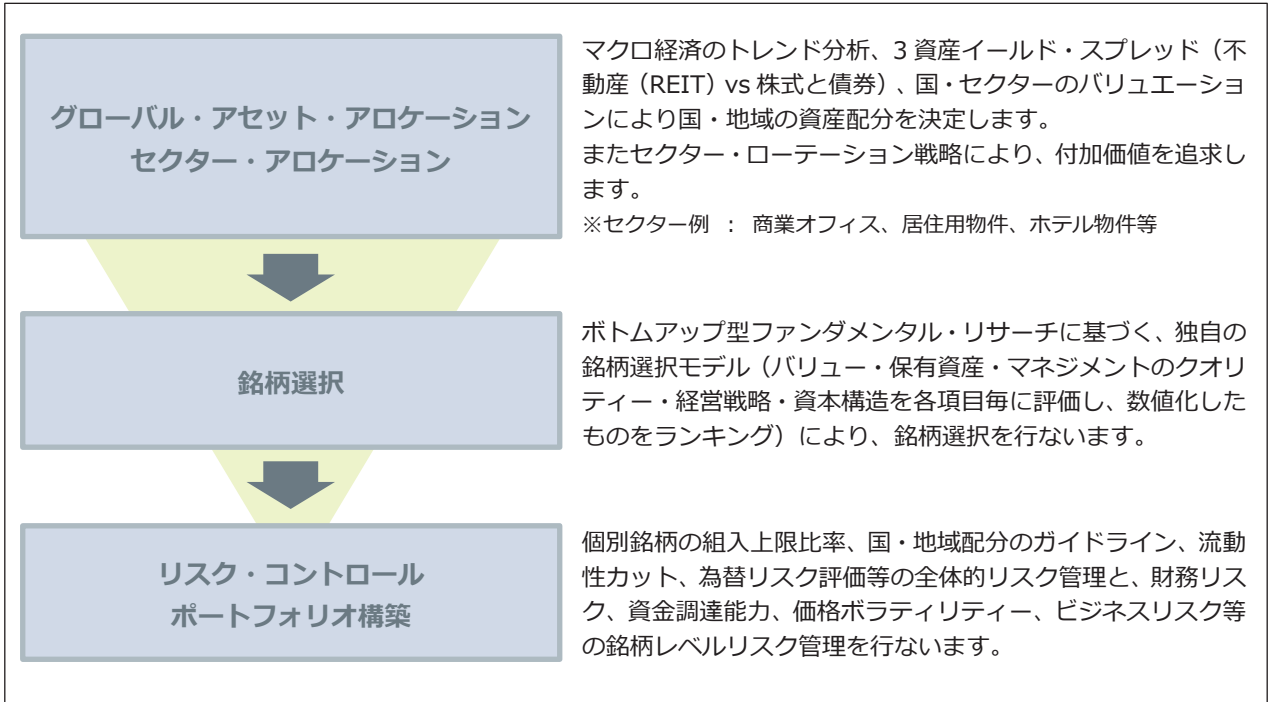 グローバル・アセット・アロケーション
セクター・アロケーション
マクロ経済のトレンド分析、3 資産イールド・スプレッド（不
動産（REIT）vs 株式と債券）、国・セクターのバリュエーショ
ンにより国・地域の資産配分を決定します。
またセクター・ローテーション戦略により、付加価値を追求し
ます。
※セクター例 ： 商業オフィス、居住用物件、ホテル物件等
銘柄選択
ボトムアップ型ファンダメンタル・リサーチに基づく、独自の
銘柄選択モデル（バリュー・保有資産・マネジメントのクオリ
ティー・経営戦略・資本構造を各項目毎に評価し、数値化した
ものをランキング）により、銘柄選択を行ないます。
リスク・コントロール
ポートフォリオ構築
個別銘柄の組入上限比率、国・地域配分のガイドライン、流動
性カット、為替リスク評価等の全体的リスク管理と、財務リス
ク、資金調達能力、価格ボラティリティー、ビジネスリスク等
の銘柄レベルリスク管理を行ないます。